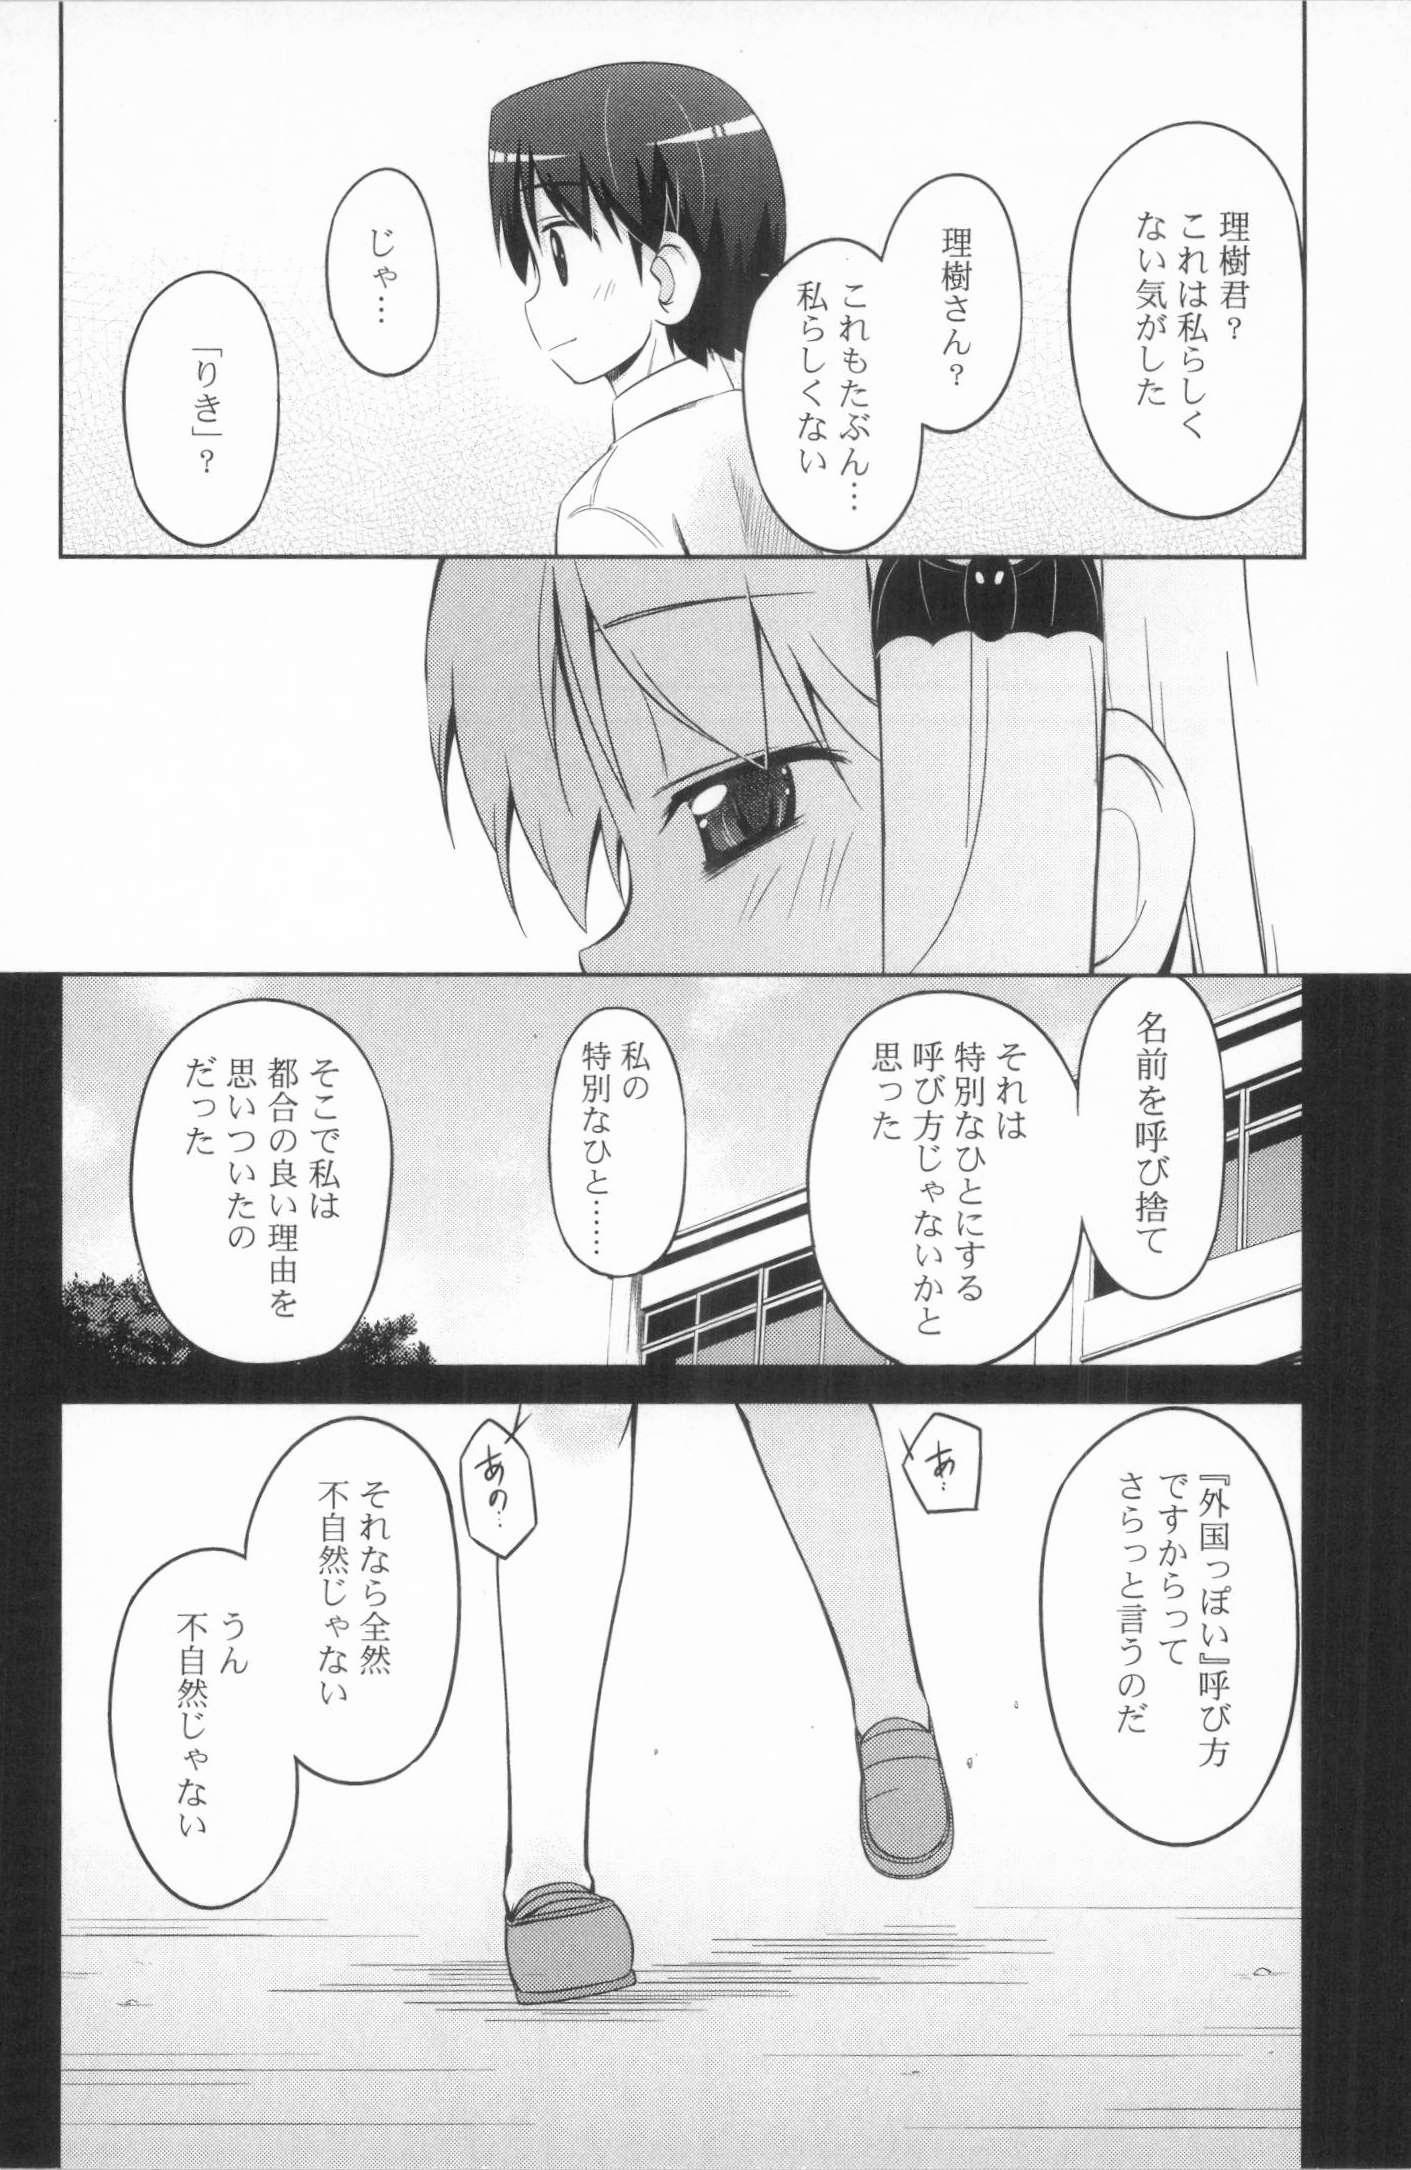 理樹君？
これは私らしく
ない気がした
理樹さん？
これもたぶん…
私らしくない
じゃ…
「りき」？
名前を呼び捨て
それは
特別なひとにする
呼び方じゃないかと
思った
私の
特別なひと……
そこで私は
都合の良い理由を
思いついたの
だった
『外国っぽい』呼び方
ですからって
さらっと言うのだ
あ…
あの…
それなら全然
不自然じゃない
うん
不自然じゃない